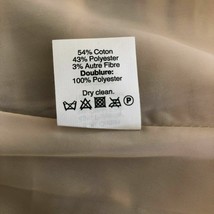 54% Coton
43% Polyester
3% Autre Fibre
Doublure:
100% Polyester
Dry clean.
P